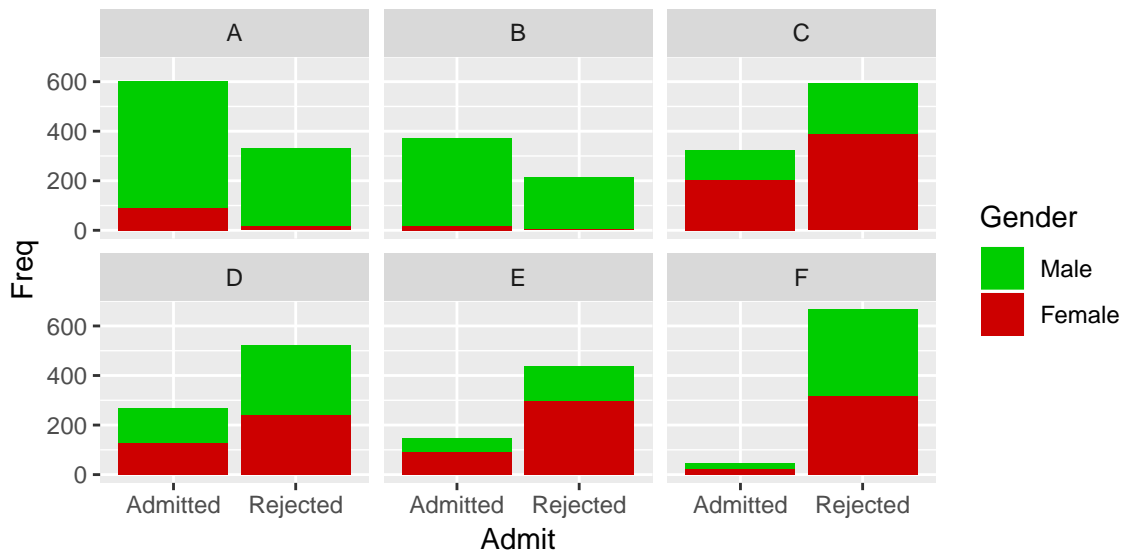 A B C
600
400
200
0
Freq
D E F
600
400
200
0
Admitted Rejected Admitted Rejected Admitted Rejected
Admit
Gender
Male
Female